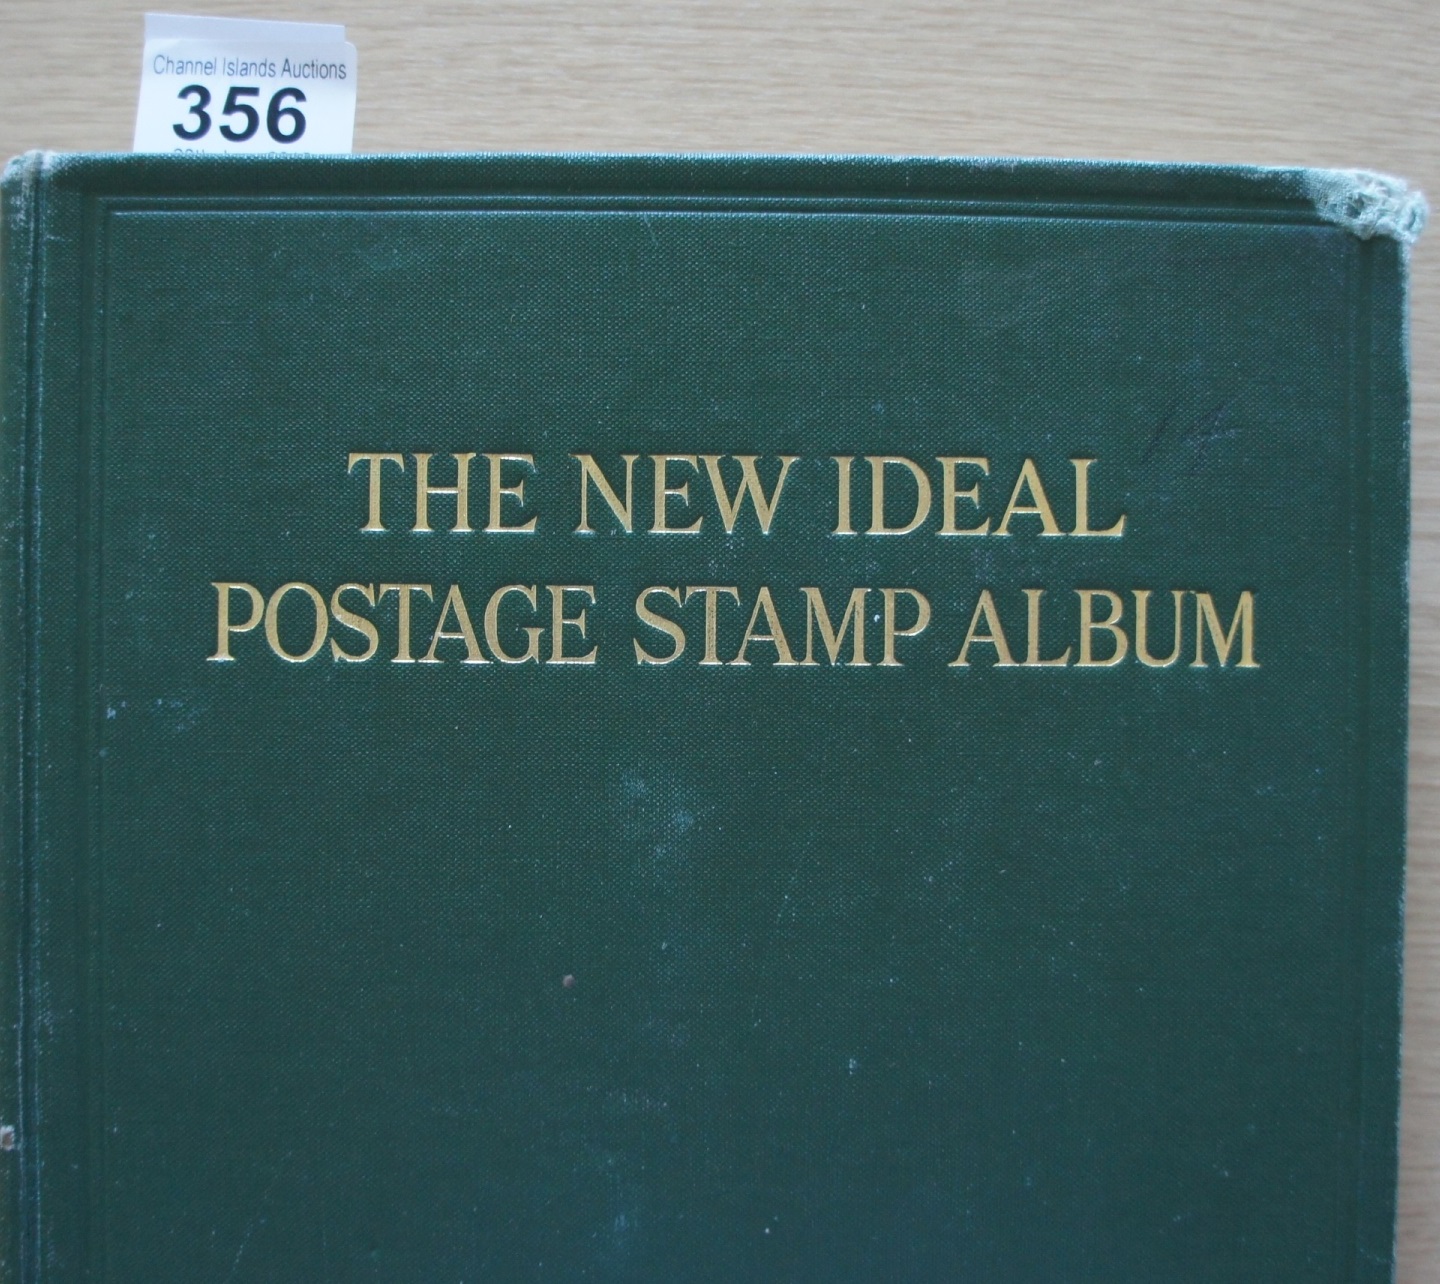 Channel Islands Auctions
356
THE NEW IDEAL
POSTAGE STAMP ALBUM